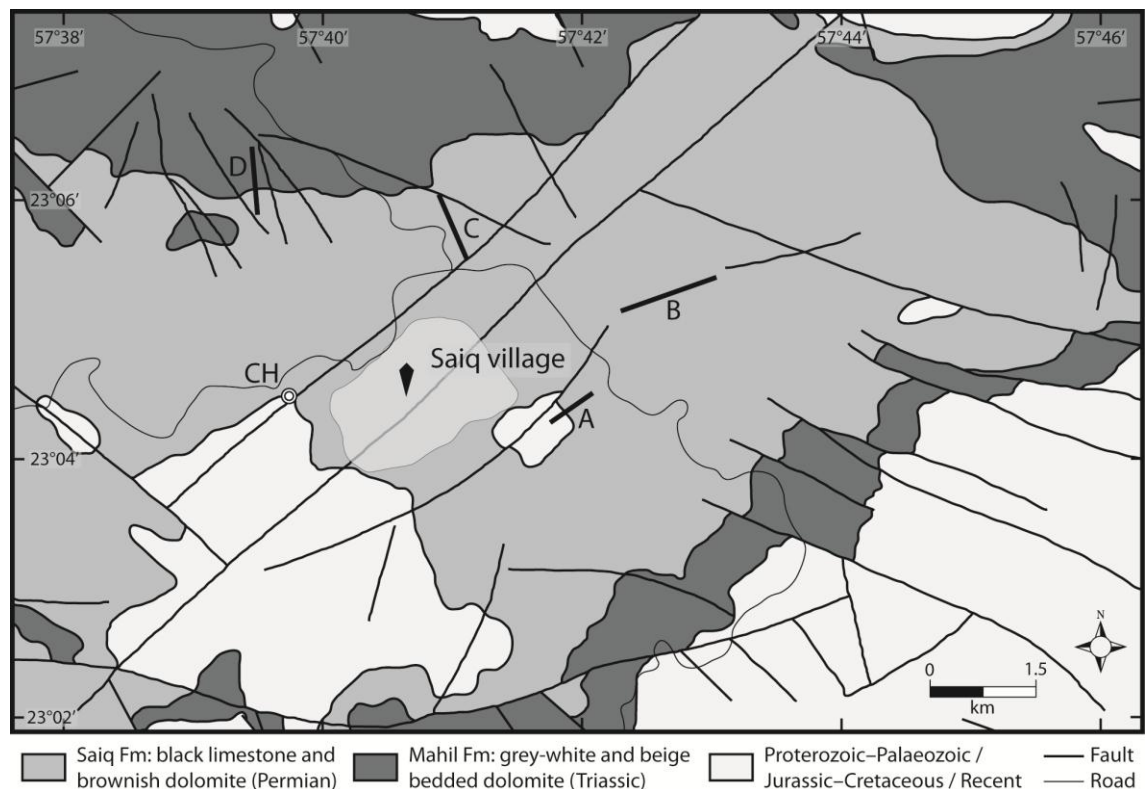 57°38′ 57°40′ 57°42′ 57°44′ 57°46′
D
23°06′
C
B
Saiq village
CH
A
23°04′
N
0 1.5
km
23°02′
Saiq Fm: black limestone and
brownish dolomite (Permian)
Mahil Fm: grey-white and beige
bedded dolomite (Triassic)
Proterozoic–Palaeozoic /
Jurassic–Cretaceous / Recent
Fault
Road